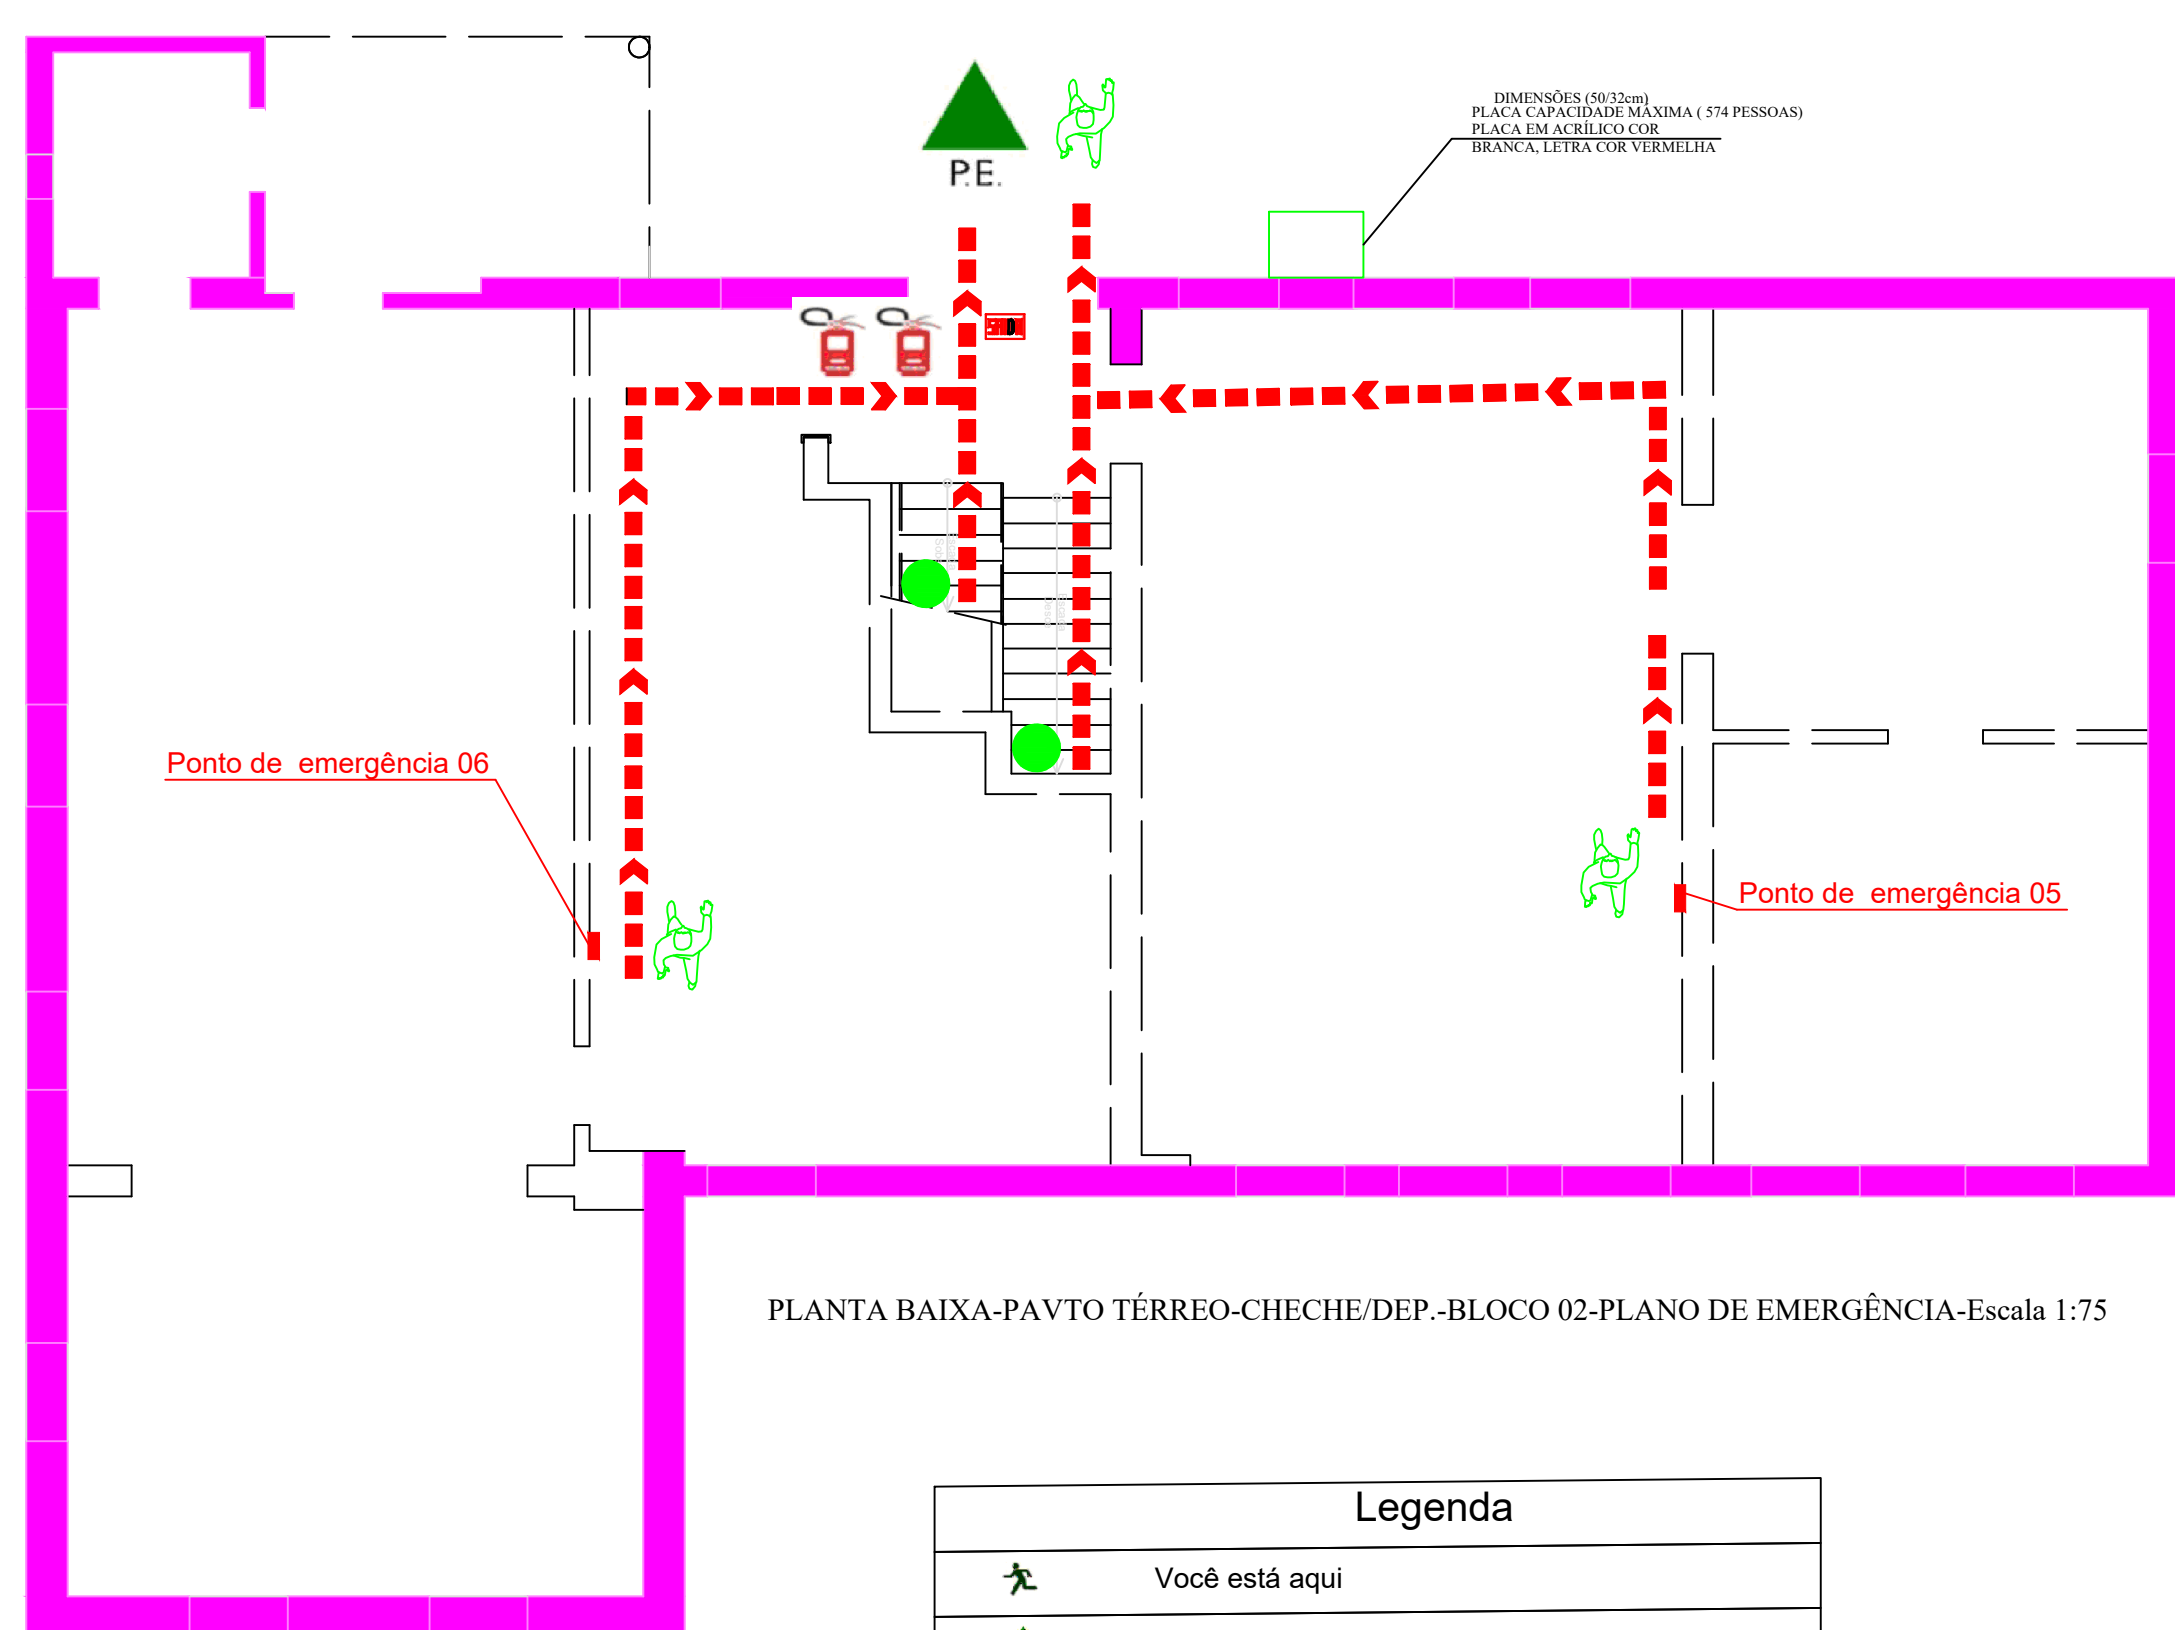 P.E.
DIMENSÕES (50/32cm)
PLACA CAPACIDADE MÁXIMA ( 574 PESSOAS)
PLACA EM ACRÍLICO COR
BRANCA, LETRA COR VERMELHA
Ponto de emergência 06
Ponto de emergência 05
PLANTA BAIXA-PAVTO TÉRREO-CHECHE/DEP.-BLOCO 02-PLANO DE EMERGÊNCIA-Escala 1:75
Legenda
Você está aqui